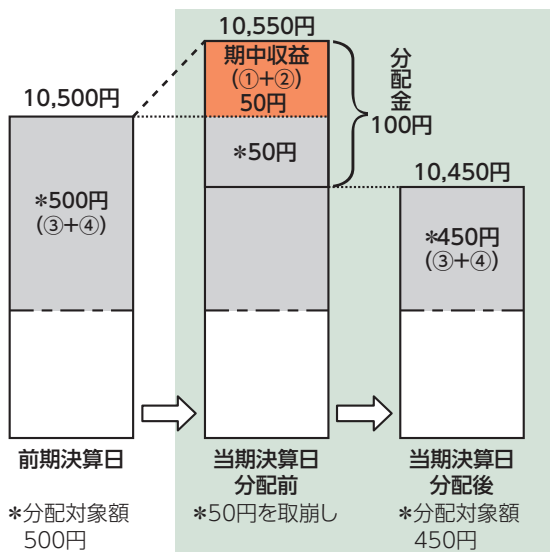 10,500円
*500円
(③+④)
前期決算日
*分配対象額
500円
10,550円
期中収益
(①+②)
50円
*50円
分配金
100円
当期決算日
分配前
*50円を取崩し
10,450円
*450円
(③+④)
当期決算日
分配後
*分配対象額
450円